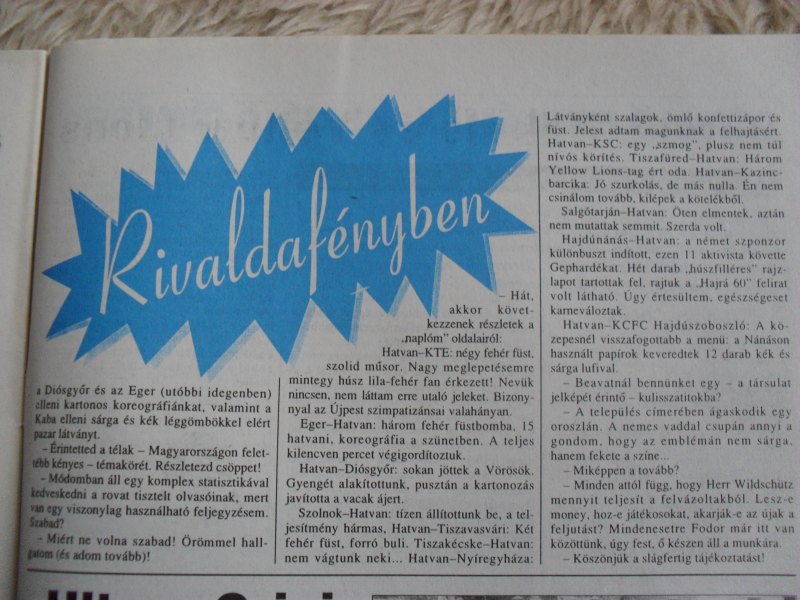 Rivaldafényben
a Diósgyőr és az Eger (utóbbi idegenben)
elleni kartonos koreográfiánkat, valamint a
Kaba elleni sárga és kék léggömbökkel elért
pazar látványt.
– Érintetted a télak – Magyarországon felet-
tébb kényes – témakörét. Részletezd csöppet!
– Módomban áll egy komplex statisztikával
kedveskedni a rovat tisztelt olvasóinak, mert
van egy viszonylag használható feljegyzésem.
Szabad?
– Miért ne volna szabad! Örömmel hall-
gatom (és adom tovább)!
– Hát,
akkor követ-
kezzenek részletek a
„naplóm” oldalairól:
Hatvan–KTE: négy fehér füst,
szolid műsor. Nagy meglepetésemre
mintegy húsz lila-fehér fan érkezett! Nevük
nincsen, nem láttam erre utaló jeleket. Bizony-
nyal az Újpest szimpatizánsai valahányan.
Eger–Hatvan: három fehér füstbomba, 15
hatvani, koreográfia a szünetben. A teljes
kilencven percet végigordítoztuk.
Hatvan–Diósgyőr: sokan jöttek a Vörösök.
Gyengét alakítottunk, pusztán a kartonozás
javította a vacak ájert.
Szolnok–Hatvan: tízen állítottunk be, a tel-
jesítmény hármas, Hatvan–Tiszavasvári: Két
fehér füst, forró buli. Tiszakécske–Hatvan:
nem vágtunk neki... Hatvan–Nyíregyháza:
Látványként szalagok, ömlő konfettizápor és
füst. Jelest adtam magunknak a felhajtásért.
Hatvan–KSC: egy „szmog”, plusz nem túl
nívós körítés. Tiszafüred–Hatvan: Három
Yellow Lions-tag ért oda. Hatvan–Kazinc-
barcika: Jó szurkolás, de más nulla. Én nem
csinálom tovább, kilépek a kötelékből.
Salgótarján–Hatvan: Öten elmentek, aztán
nem mutattak semmit. Szerda volt.
Hajdúnánás–Hatvan: a német szponzor
különbuszt indított, ezen 11 aktivista követte
Gephardékat. Hét darab „húszfilléres” rajz-
lapot tartottak fel, rajtuk a „Hajrá 60” felirat
volt látható. Úgy értesültem, egészségeset
karneváloztak.
Hatvan–KCFC Hajdúszoboszló: A kö-
zepesnél visszafogottabb a menü: a Nánáson
használt papírok keveredtek 12 darab kék és
sárga lufival.
– Beavatnál bennünket egy – a társulat
jelképét érintő – kulisszatitokba?
– A település címerében ágaskodik egy
oroszlán. A nemes vaddal csupán annyi a
gondom, hogy az emblémán nem sárga,
hanem fekete a színe...
– Miképpen a tovább?
– Minden attól függ, hogy Herr Wildschütz
mennyit teljesít a felvázoltakból. Lesz-e
money, hoz-e játékosokat, akarják-e az újak a
feljutást? Mindenesetre Fodor már itt van
közöttünk, úgy fest, ő készen áll a munkára.
– Köszönjük a slágfertig tájékoztatást!